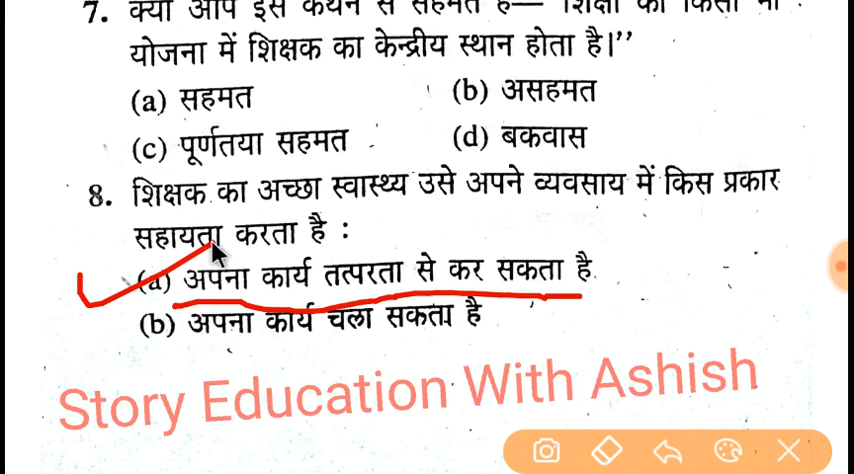 7. क्या आप इस कथन से सहमत हैं— शिक्षा की किसी भी
योजना में शिक्षक का केन्द्रीय स्थान होता है।’’
(a) सहमत (b) असहमत
(c) पूर्णतया सहमत (d) बकवास
8. शिक्षक का अच्छा स्वास्थ्य उसे अपने व्यवसाय में किस प्रकार
सहायता करता है :
(a) अपना कार्य तत्परता से कर सकता है
(b) अपना कार्य चला सकता है
Story Education With Ashish